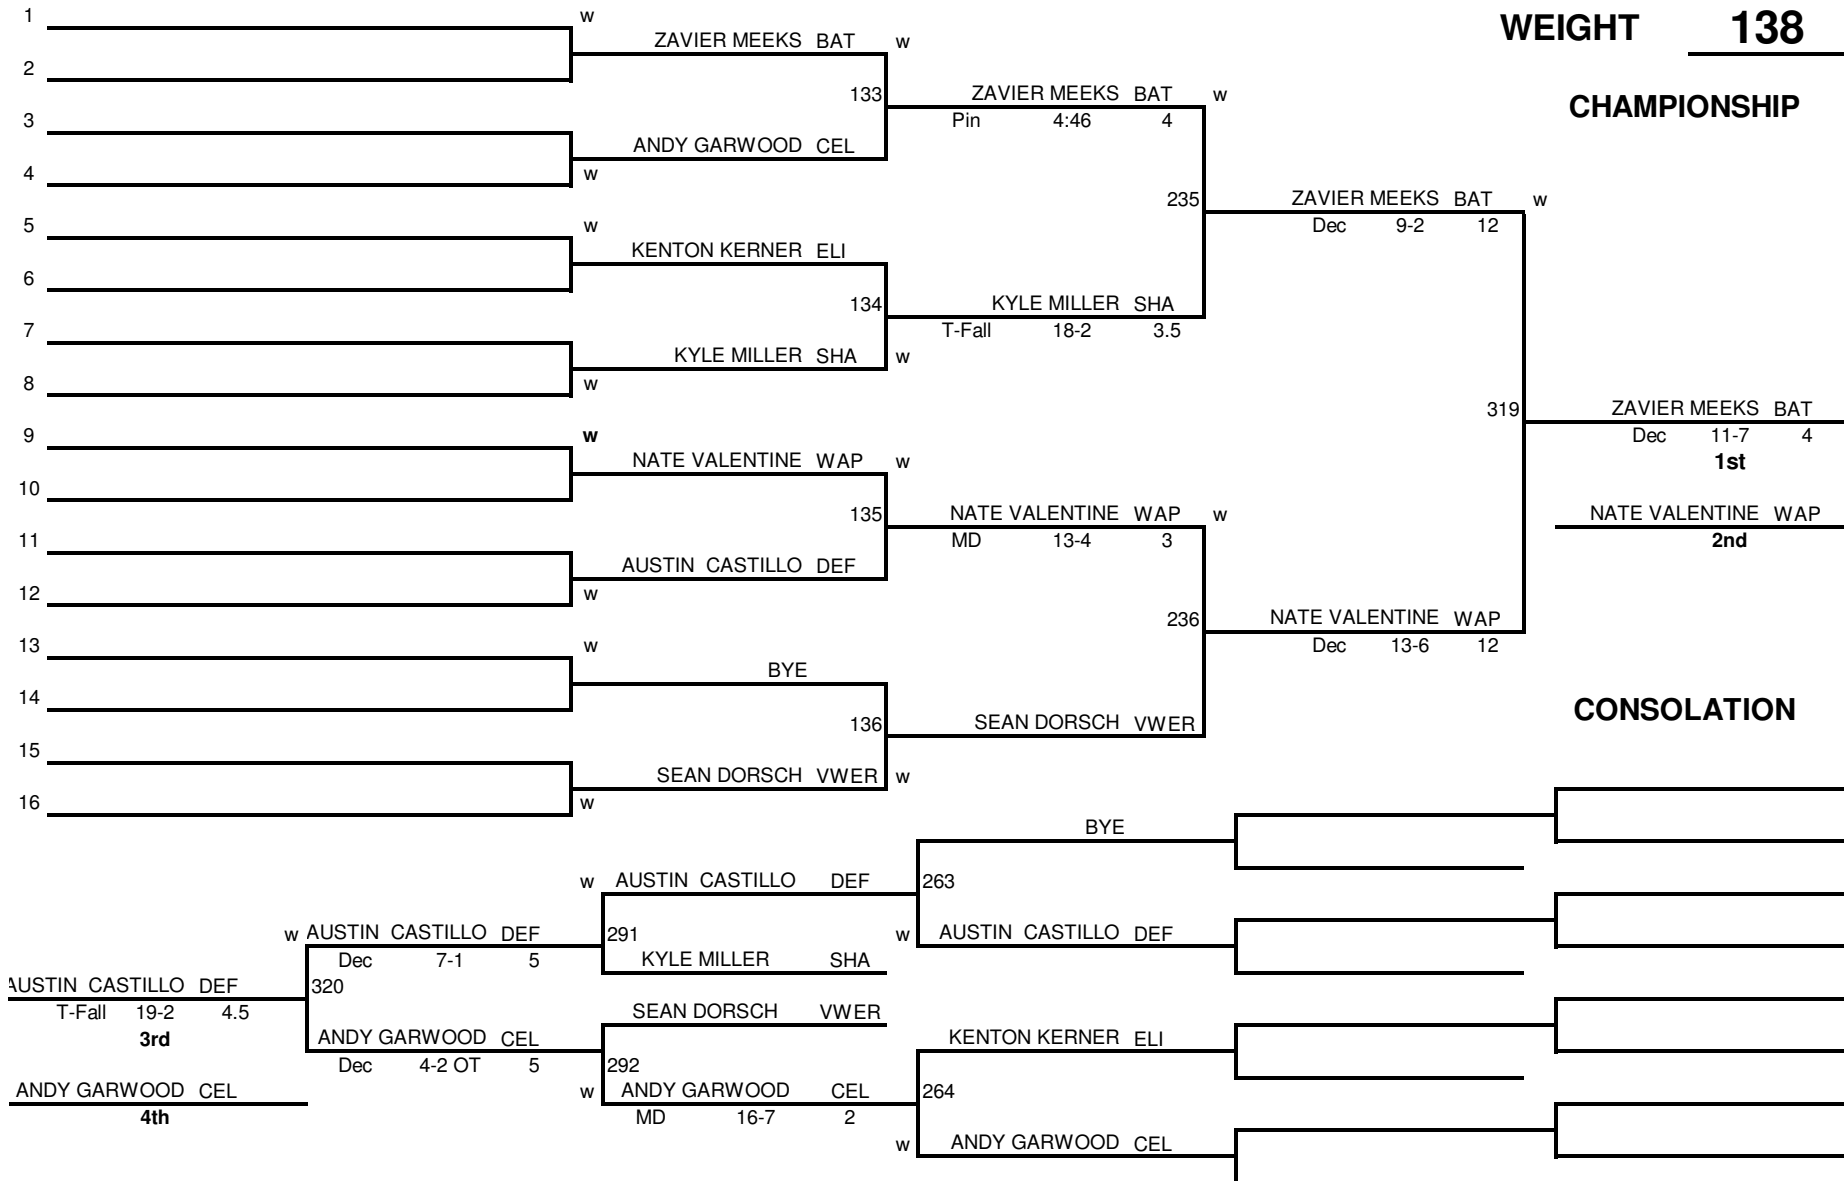 1 w WEIGHT 138
ZAVIER MEEKS BAT w
2
133 ZAVIER MEEKS BAT w
CHAMPIONSHIP
3 Pin 4:46 4
ANDY GARWOOD CEL
4 w
235 ZAVIER MEEKS BAT w
5 w Dec 9-2 12
KENTON KERNER ELI
6
134 KYLE MILLER SHA
7 T-Fall 18-2 3.5
KYLE MILLER SHA w
8 w
319 ZAVIER MEEKS BAT
9 w Dec 11-7 4
NATE VALENTINE WAP w 1st
10
135 NATE VALENTINE WAP w NATE VALENTINE WAP
11 MD 13-4 3 2nd
AUSTIN CASTILLO DEF
12 w
236 NATE VALENTINE WAP
13 w Dec 13-6 12
BYE
14
CONSOLATION
136 SEAN DORSCH VWER
15
SEAN DORSCH VWER w
16 w
BYE
w AUSTIN CASTILLO DEF 263
w AUSTIN CASTILLO DEF 291 w AUSTIN CASTILLO DEF
Dec 7-1 5 KYLE MILLER SHA
AUSTIN CASTILLO DEF 320
T-Fall 19-2 4.5 SEAN DORSCH VWER
3rd ANDY GARWOOD CEL KENTON KERNER ELI
Dec 4-2 OT 5 292
ANDY GARWOOD CEL w ANDY GARWOOD CEL 264
4th MD 16-7 2
w ANDY GARWOOD CEL